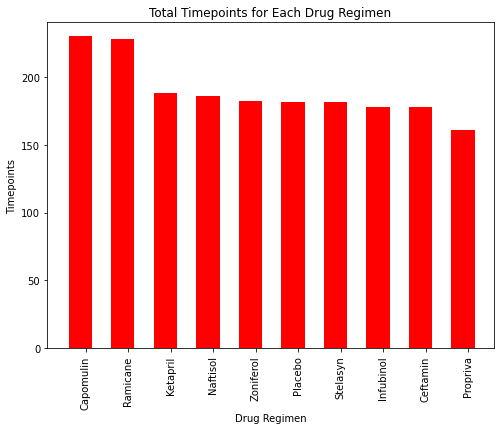 Total Timepoints for Each Drug Regimen
200
150
100
50
0
Timepoints
Capomulin
Ramicane
Ketapril
Naftisol
Zoniferol
Placebo
Stelasyn
Infubinol
Ceftamin
Propriva
Drug Regimen